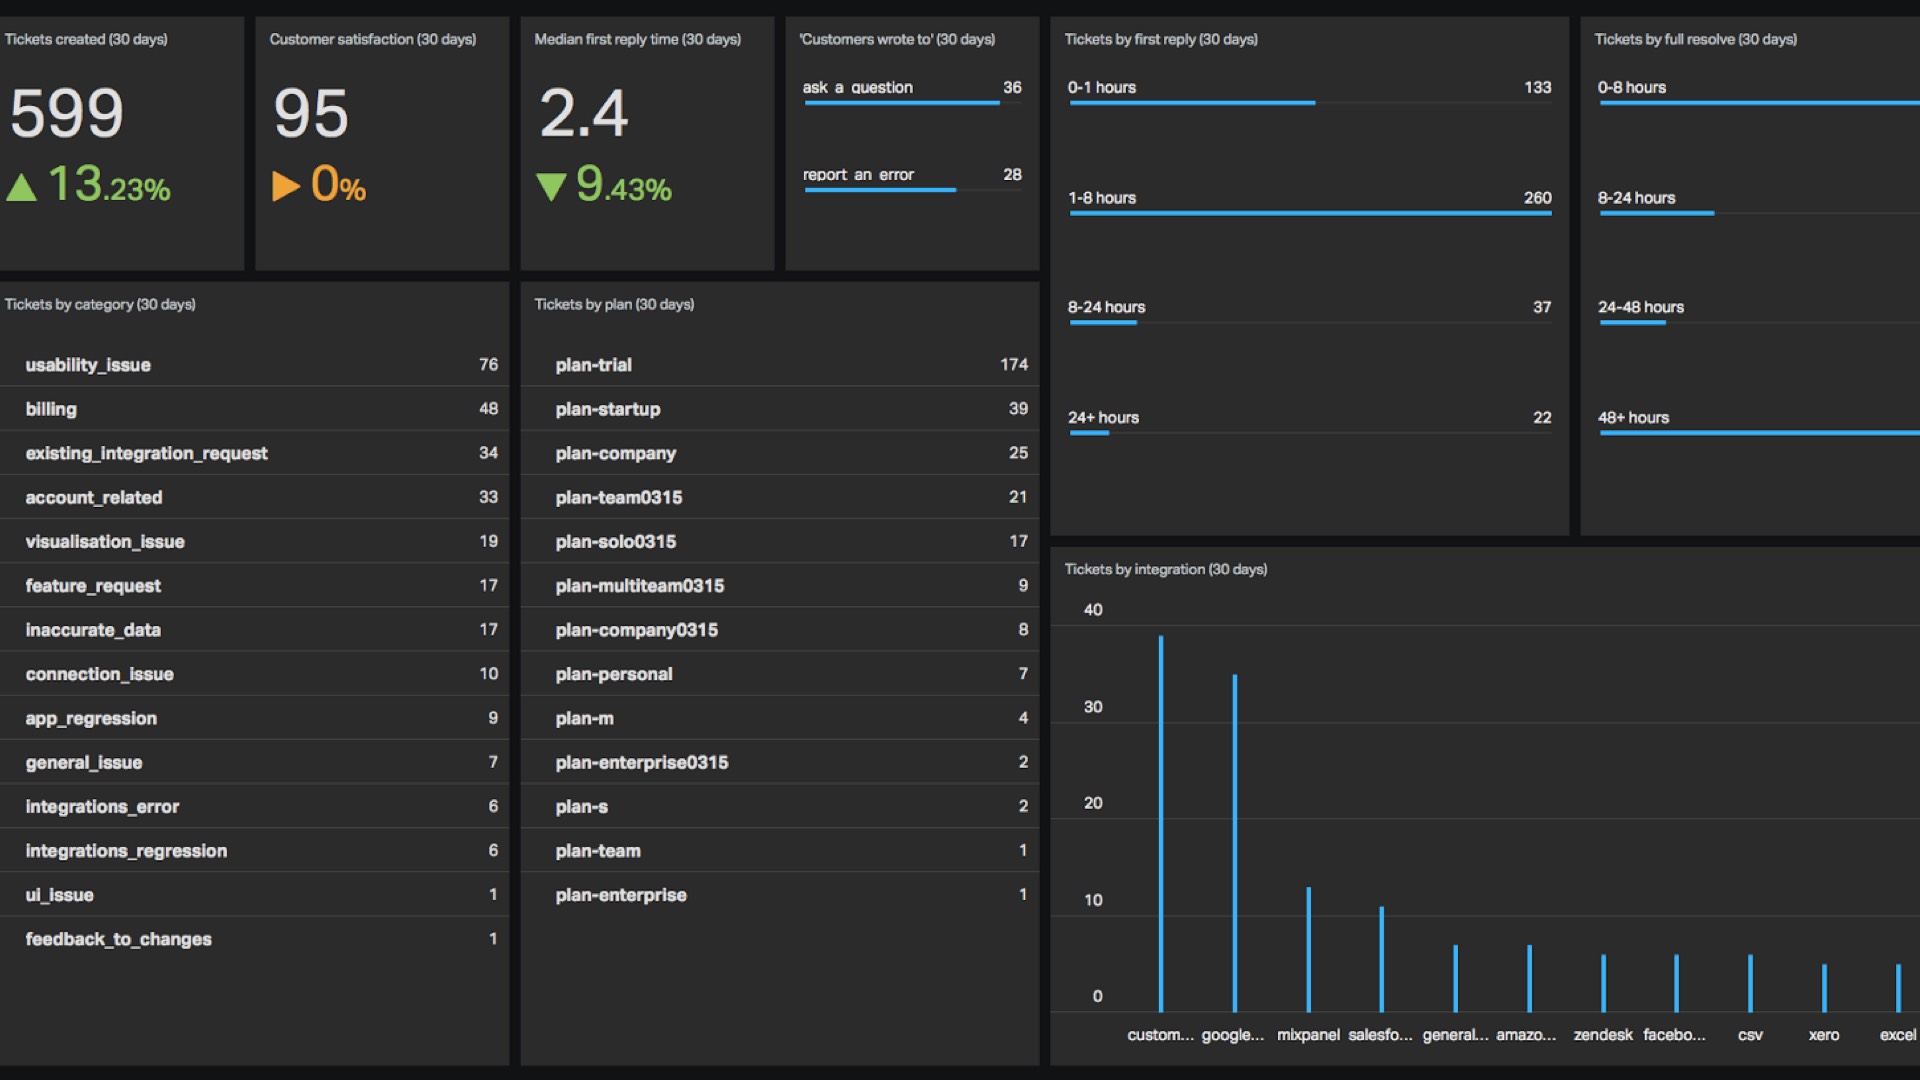 Tickets created (30 days)
599
▲ 13.23%
Customer satisfaction (30 days)
95
▶ 0%
Median first reply time (30 days)
2.4
▼ 9.43%
'Customers wrote to' (30 days)
ask a question 36
report an error 28
Tickets by first reply (30 days)
0-1 hours 133
1-8 hours 260
8-24 hours 37
24+ hours 22
Tickets by full resolve (30 days)
0-8 hours
8-24 hours
24-48 hours
48+ hours
Tickets by category (30 days)
usability_issue 76
billing 48
existing_integration_request 34
account_related 33
visualisation_issue 19
feature_request 17
inaccurate_data 17
connection_issue 10
app_regression 9
general_issue 7
integrations_error 6
integrations_regression 6
ui_issue 1
feedback_to_changes 1
Tickets by plan (30 days)
plan-trial 174
plan-startup 39
plan-company 25
plan-team0315 21
plan-solo0315 17
plan-multiteam0315 9
plan-company0315 8
plan-personal 7
plan-m 4
plan-enterprise0315 2
plan-s 2
plan-team 1
plan-enterprise 1
Tickets by integration (30 days)
40
30
20
10
0
custom... google... mixpanel salesfo... general... amazo... zendesk facebo... csv xero excel